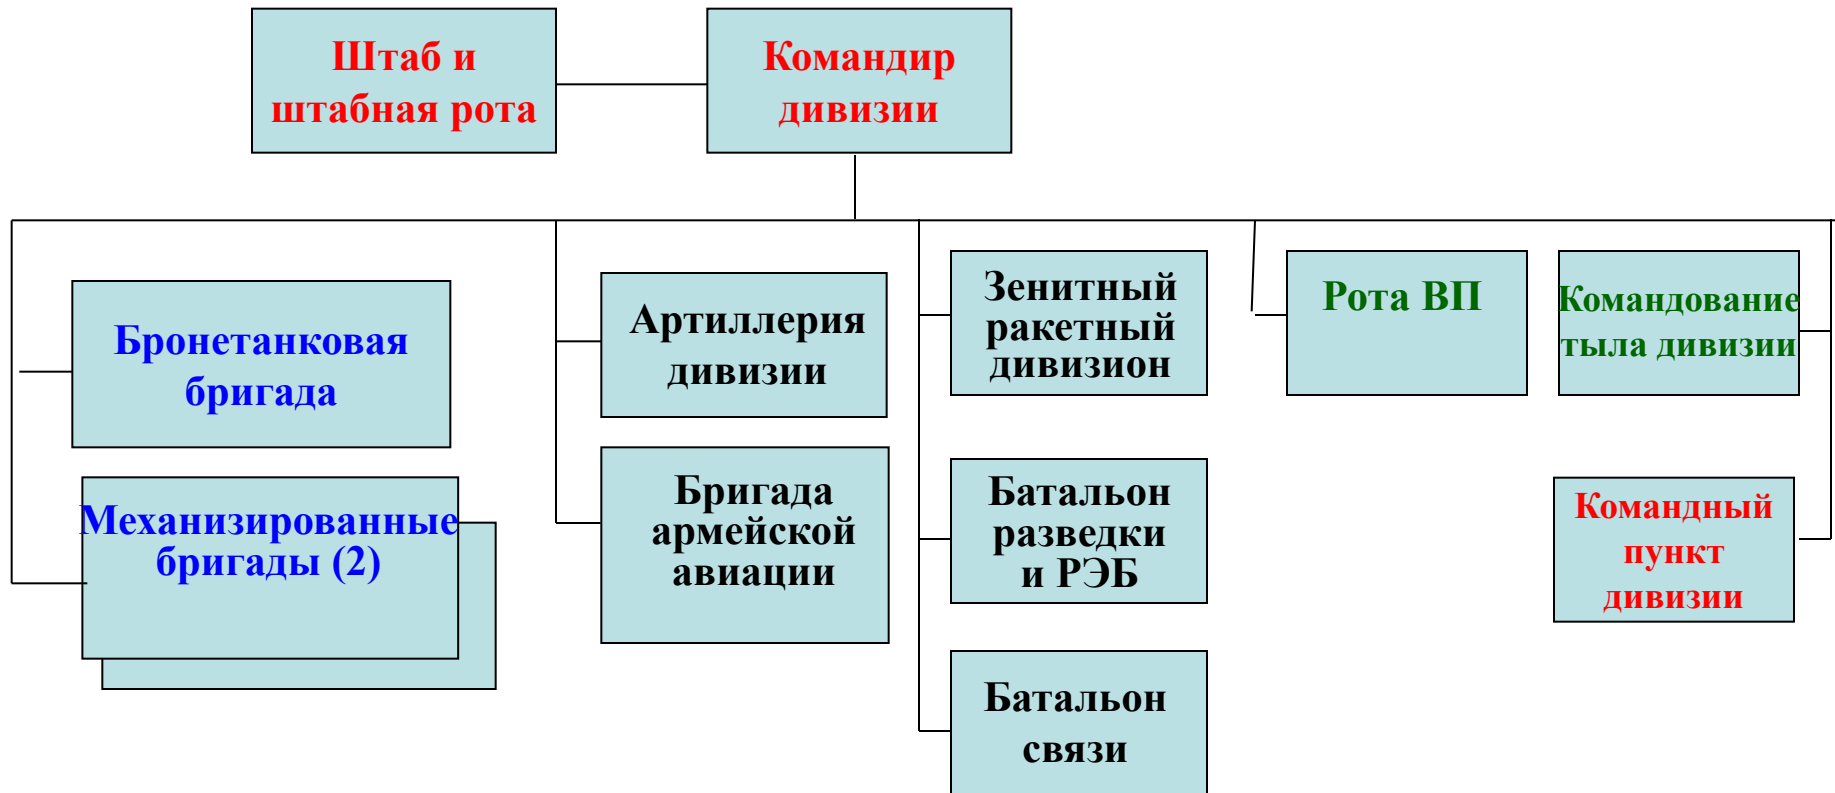 Штаб и
штабная рота
Командир
дивизии
Бронетанковая
бригада
Механизированные
бригады (2)
Артиллерия
дивизии
Бригада
армейской
авиации
Зенитный
ракетный
дивизион
Батальон
разведки
и РЭБ
Батальон
связи
Рота ВП
Командование
тыла дивизии
Командный
пункт
дивизии